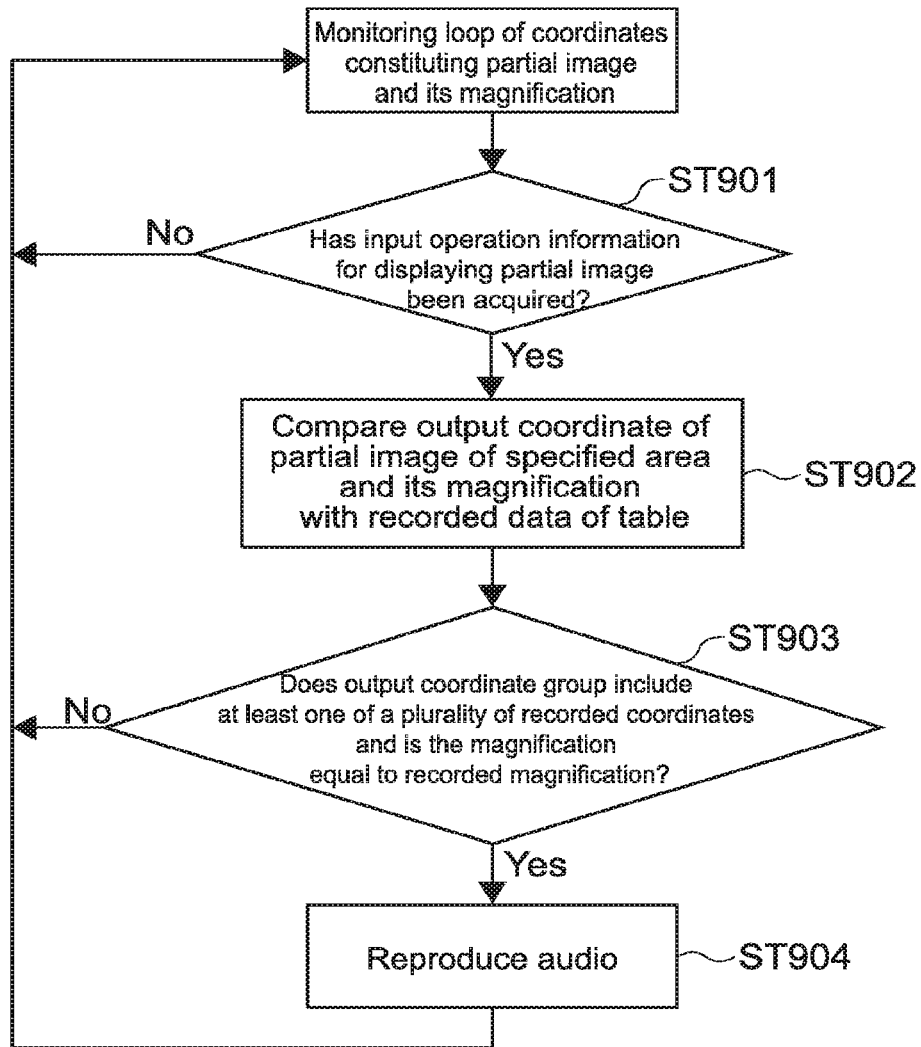 Monitoring loop of coordinates
constituting partial image
and its magnification
ST901
No
Has input operation information
for displaying partial image
been acquired?
Yes
Compare output coordinate of
partial image of specified area
and its magnification
with recorded data of table
ST902
ST903
No
Does output coordinate group include
at least one of a plurality of recorded coordinates
and is the magnification
equal to recorded magnification?
Yes
Reproduce audio
ST904